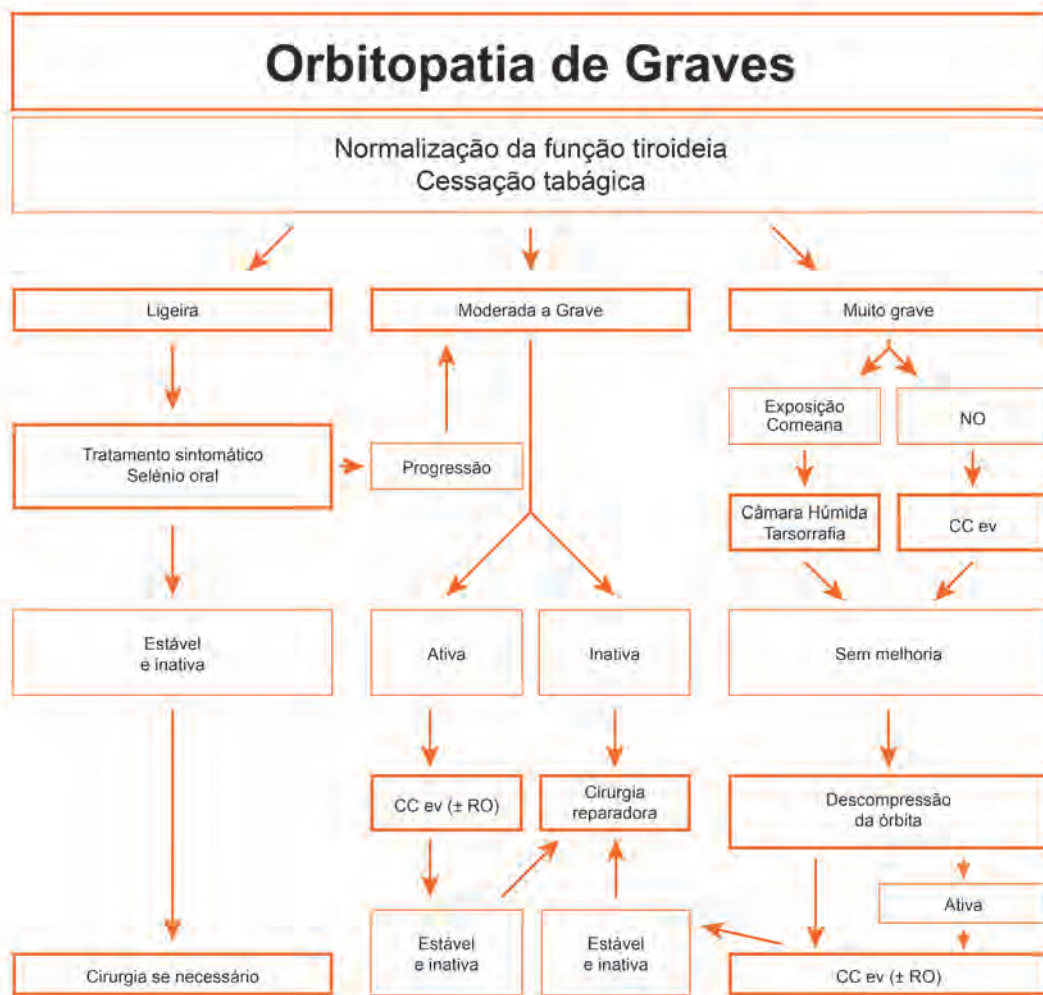 Orbitopatia de Graves
Normalização da função tiroideia
Cessação tabágica
Ligeira
Moderada a Grave
Muito grave
Exposição
Corneana
NO
Tratamento sintomático
Selénio oral
Progressão
Câmara Húmida
Tarsorrafia
CC ev
Estável
e inativa
Ativa
Inativa
Sem melhoria
CC ev (± RO)
Cirurgia
reparadora
Descompressão
da órbita
Ativa
Estável
e inativa
Estável
e inativa
Cirurgia se necessário
CC ev (± RO)